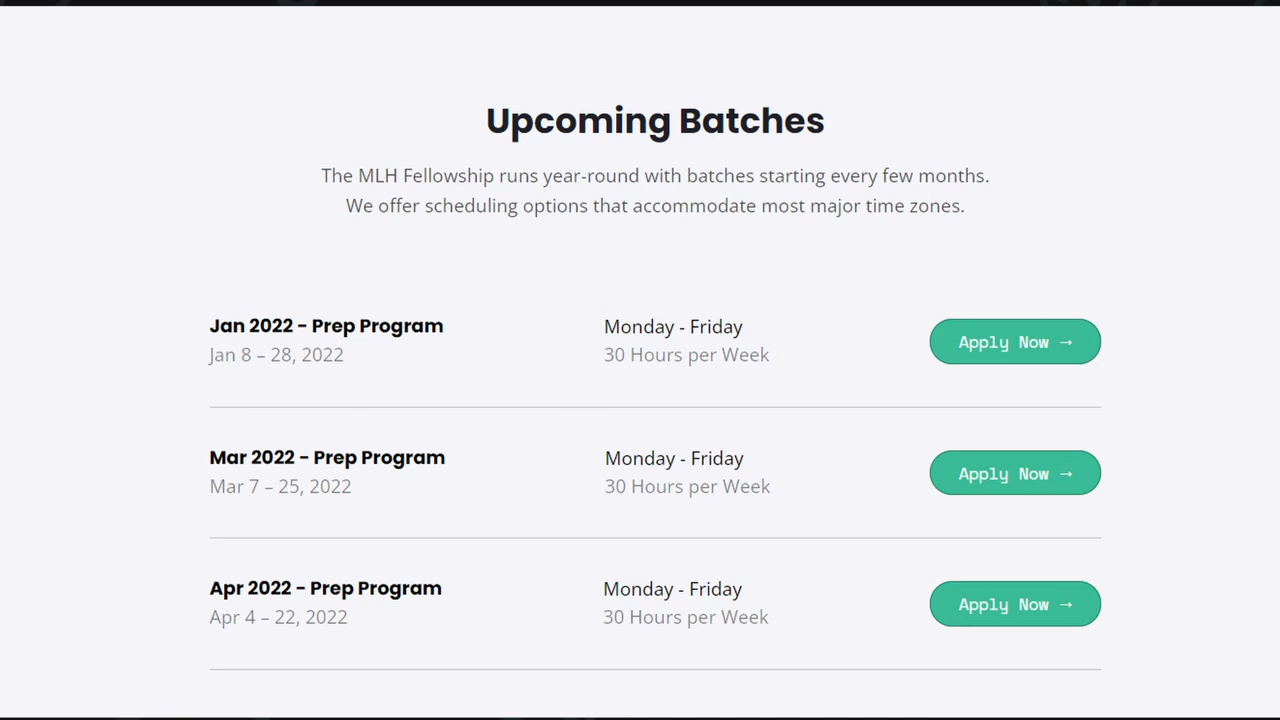 Upcoming Batches
The MLH Fellowship runs year-round with batches starting every few months.
We offer scheduling options that accommodate most major time zones.
Jan 2022 - Prep Program
Monday - Friday
Apply Now →
Jan 8 – 28, 2022
30 Hours per Week
Mar 2022 - Prep Program
Monday - Friday
Apply Now →
Mar 7 – 25, 2022
30 Hours per Week
Apr 2022 - Prep Program
Monday - Friday
Apply Now →
Apr 4 – 22, 2022
30 Hours per Week